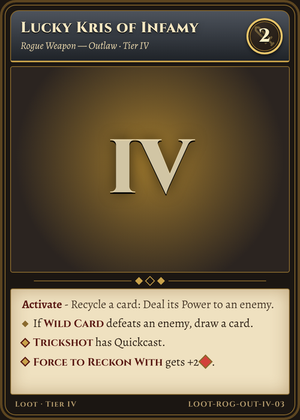 Lucky Kris of Infamy
2
Rogue Weapon — Outlaw · Tier IV
IV
Activate - Recycle a card: Deal its Power to an enemy.
If Wild Card defeats an enemy, draw a card.
Trickshot has Quickcast.
Force to Reckon With gets +2
Loot · Tier IV
LOOT-ROG-OUT-IV-03